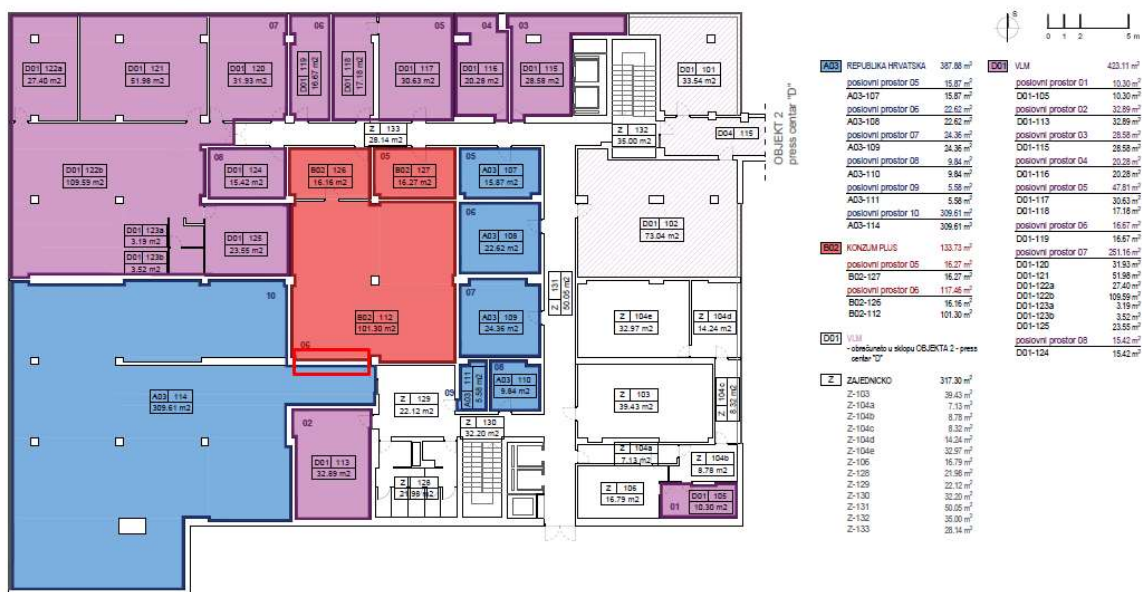 07
06
05
04
03
D01 122a
27.40 m2
D01 121
51.98 m2
D01 120
31.93 m2
D01 119
16.67 m2
D01 118
17.18 m2
D01 117
30.63 m2
D01 116
20.28 m2
D01 115
28.58 m2
D01 101
33.54 m2
Z 133
28.14 m2
Z 132
35.00 m2
D04 115
OBJEKT 2
press centar "D"
D01 122b
109.59 m2
08
D01 124
15.42 m2
B02 126
16.16 m2
05
B02 127
16.27 m2
05
A03 107
15.87 m2
D01 102
73.04 m2
D01 123a
3.19 m2
D01 123b
3.52 m2
D01 125
23.55 m2
06
A03 108
22.62 m2
10
B02 112
101.30 m2
06
07
A03 109
24.36 m2
Z 131
50.05 m2
Z 104e
32.97 m2
Z 104d
14.24 m2
A03 114
309.61 m2
Z 129
22.12 m2
09
A03 111
5.58 m2
08
A03 110
9.84 m2
Z 103
39.43 m2
Z 104c
8.32 m2
02
D01 113
32.89 m2
Z 130
32.20 m2
Z 104a
7.13 m2
Z 104b
8.78 m2
Z 128
21.98 m2
Z 106
16.79 m2
01
D01 105
10.30 m2
S
0 1 2 5 m
A03 REPUBLIKA HRVATSKA 387.88 m²
poslovni prostor 05 15.87 m²
A03-107 15.87 m²
poslovni prostor 06 22.62 m²
A03-108 22.62 m²
poslovni prostor 07 24.36 m²
A03-109 24.36 m²
poslovni prostor 08 9.84 m²
A03-110 9.84 m²
poslovni prostor 09 5.58 m²
A03-111 5.58 m²
poslovni prostor 10 309.61 m²
A03-114 309.61 m²
B02 KONZUM PLUS 133.73 m²
poslovni prostor 05 16.27 m²
B02-127 16.27 m²
poslovni prostor 06 117.46 m²
B02-126 16.16 m²
B02-112 101.30 m²
D01 VLM
- obračunato u sklopu OBJEKTA 2 - press
centar "D"
Z ZAJEDNICKO 317.30 m²
Z-103 39.43 m²
Z-104a 7.13 m²
Z-104b 8.78 m²
Z-104c 8.32 m²
Z-104d 14.24 m²
Z-104e 32.97 m²
Z-106 16.79 m²
Z-128 21.98 m²
Z-129 22.12 m²
Z-130 32.20 m²
Z-131 50.05 m²
Z-132 35.00 m²
Z-133 28.14 m²
D01 VLM 423.11 m²
poslovni prostor 01 10.30 m²
D01-105 10.30 m²
poslovni prostor 02 32.89 m²
D01-113 32.89 m²
poslovni prostor 03 28.58 m²
D01-115 28.58 m²
poslovni prostor 04 20.28 m²
D01-116 20.28 m²
poslovni prostor 05 47.81 m²
D01-117 30.63 m²
D01-118 17.18 m²
poslovni prostor 06 16.67 m²
D01-119 16.67 m²
poslovni prostor 07 251.16 m²
D01-120 31.93 m²
D01-121 51.98 m²
D01-122a 27.40 m²
D01-122b 109.59 m²
D01-123a 3.19 m²
D01-123b 3.52 m²
D01-125 23.55 m²
poslovni prostor 08 15.42 m²
D01-124 15.42 m²